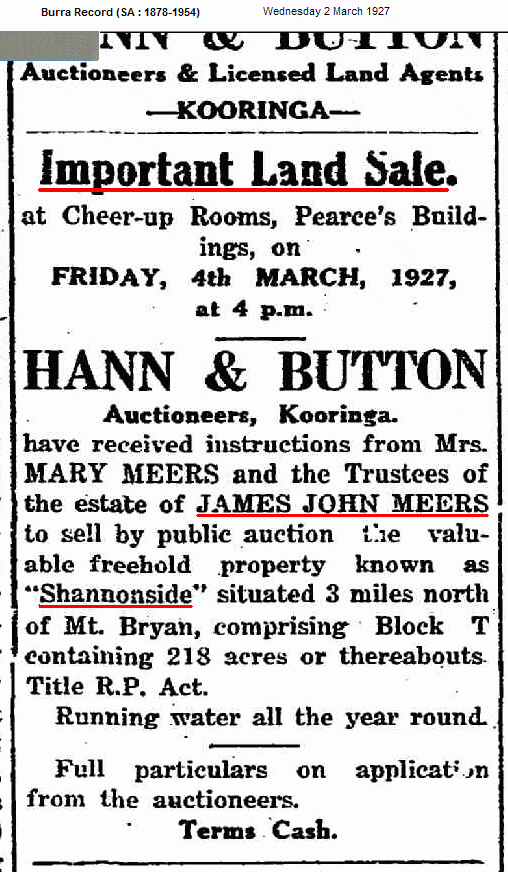 Burra Record (SA : 1878-1954) Wednesday 2 March 1927
HANN & BUTTON
Auctioneers & Licensed Land Agents
—KOORINGA—
Important Land Sale.
at Cheer-up Rooms, Pearce's Build-
ings, on
FRIDAY, 4th MARCH, 1927,
at 4 p.m.
HANN & BUTTON
Auctioneers, Kooringa.
have received instructions from Mrs.
MARY MEERS and the Trustees of
the estate of JAMES JOHN MEERS
to sell by public auction the valu-
able freehold property known as
"Shannonside" situated 3 miles north
of Mt. Bryan, comprising Block T
containing 218 acres or thereabouts.
Title R.P. Act.
Running water all the year round.
Full particulars on application
from the auctioneers.
Terms Cash.